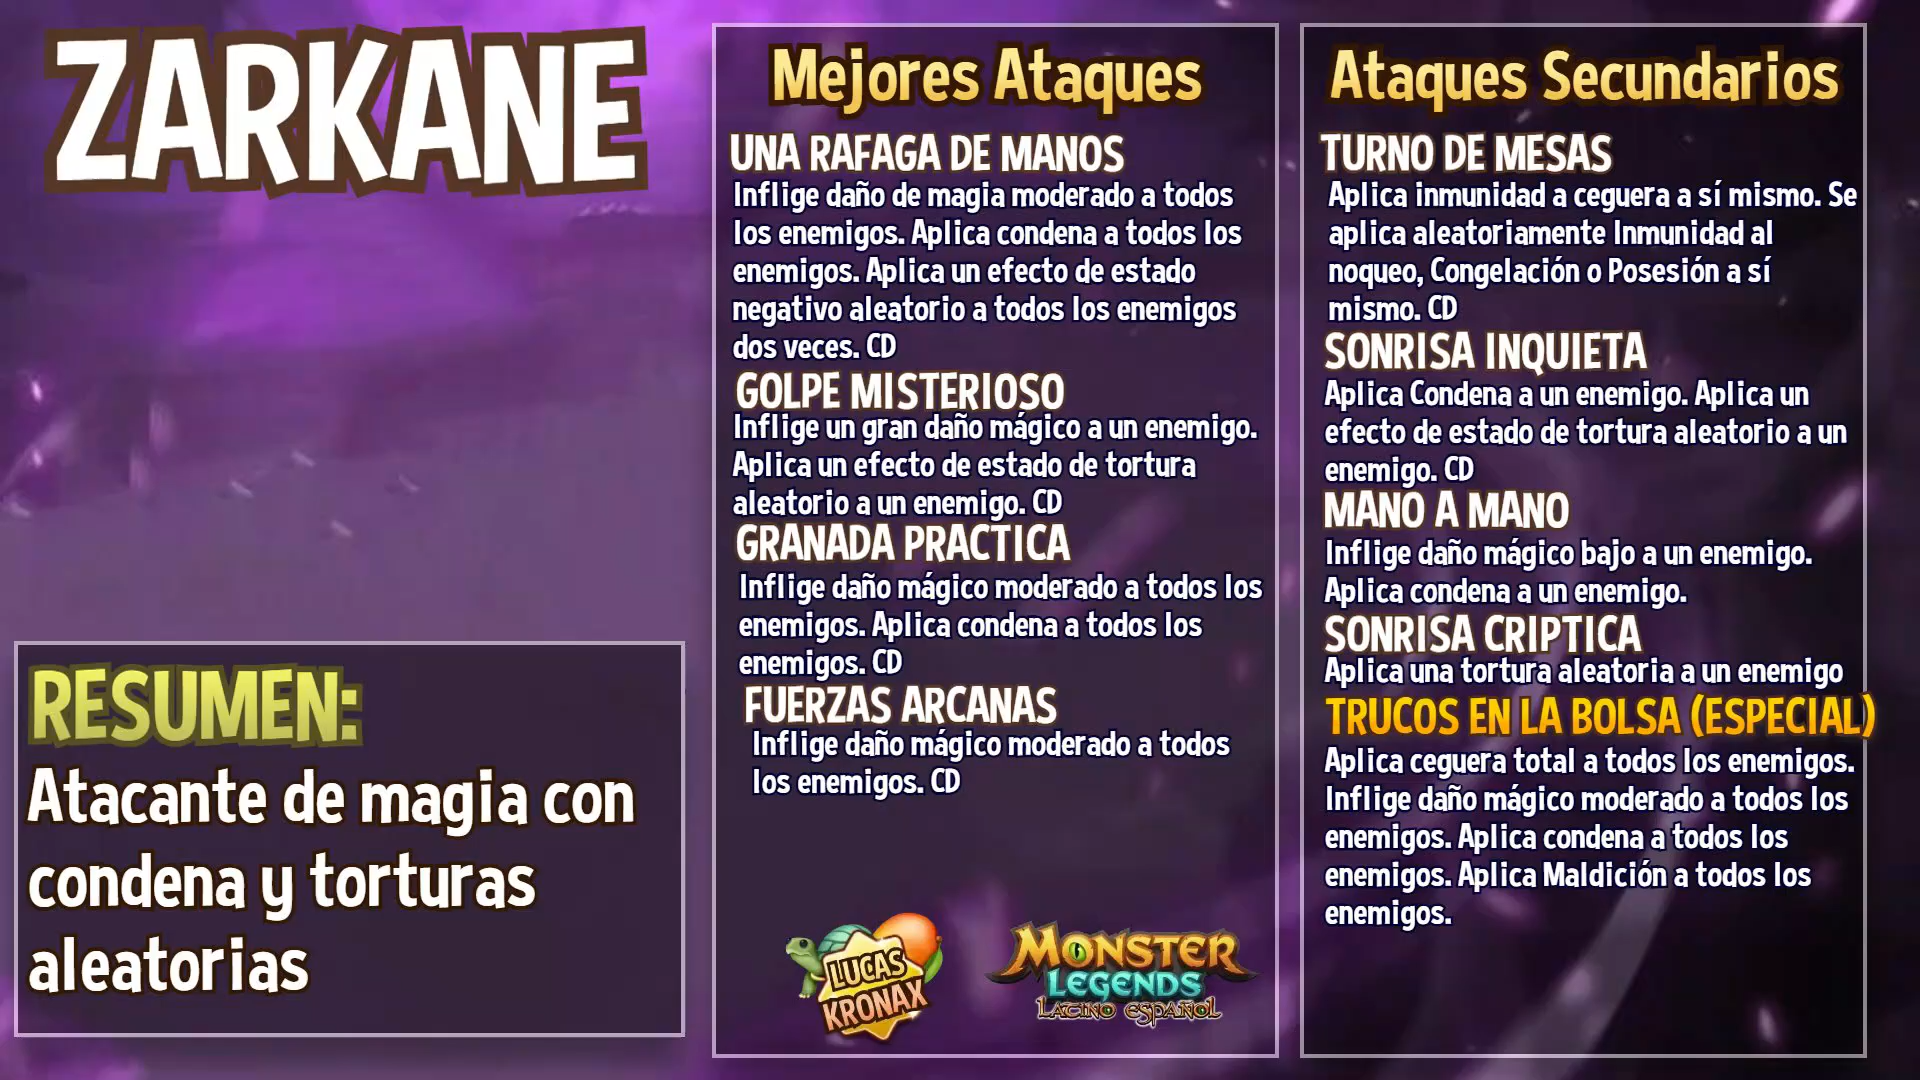 ZARKANE
RESUMEN:
Atacante de magia con
condena y torturas
aleatorias
Mejores Ataques
UNA RAFAGA DE MANOS
Inflige daño de magia moderado a todos
los enemigos. Aplica condena a todos los
enemigos. Aplica un efecto de estado
negativo aleatorio a todos los enemigos
dos veces. CD
GOLPE MISTERIOSO
Inflige un gran daño mágico a un enemigo.
Aplica un efecto de estado de tortura
aleatorio a un enemigo. CD
GRANADA PRACTICA
Inflige daño mágico moderado a todos los
enemigos. Aplica condena a todos los
enemigos. CD
FUERZAS ARCANAS
Inflige daño mágico moderado a todos
los enemigos. CD
LUCAS
KRONAX
MONSTER
LEGENDS
LATINO ESPAÑOL
Ataques Secundarios
TURNO DE MESAS
Aplica inmunidad a ceguera a sí mismo. Se
aplica aleatoriamente Inmunidad al
noqueo, Congelación o Posesión a sí
mismo. CD
SONRISA INQUIETA
Aplica Condena a un enemigo. Aplica un
efecto de estado de tortura aleatorio a un
enemigo. CD
MANO A MANO
Inflige daño mágico bajo a un enemigo.
Aplica condena a un enemigo.
SONRISA CRIPTICA
Aplica una tortura aleatoria a un enemigo
TRUCOS EN LA BOLSA (ESPECIAL)
Aplica ceguera total a todos los enemigos.
Inflige daño mágico moderado a todos los
enemigos. Aplica condena a todos los
enemigos. Aplica Maldición a todos los
enemigos.